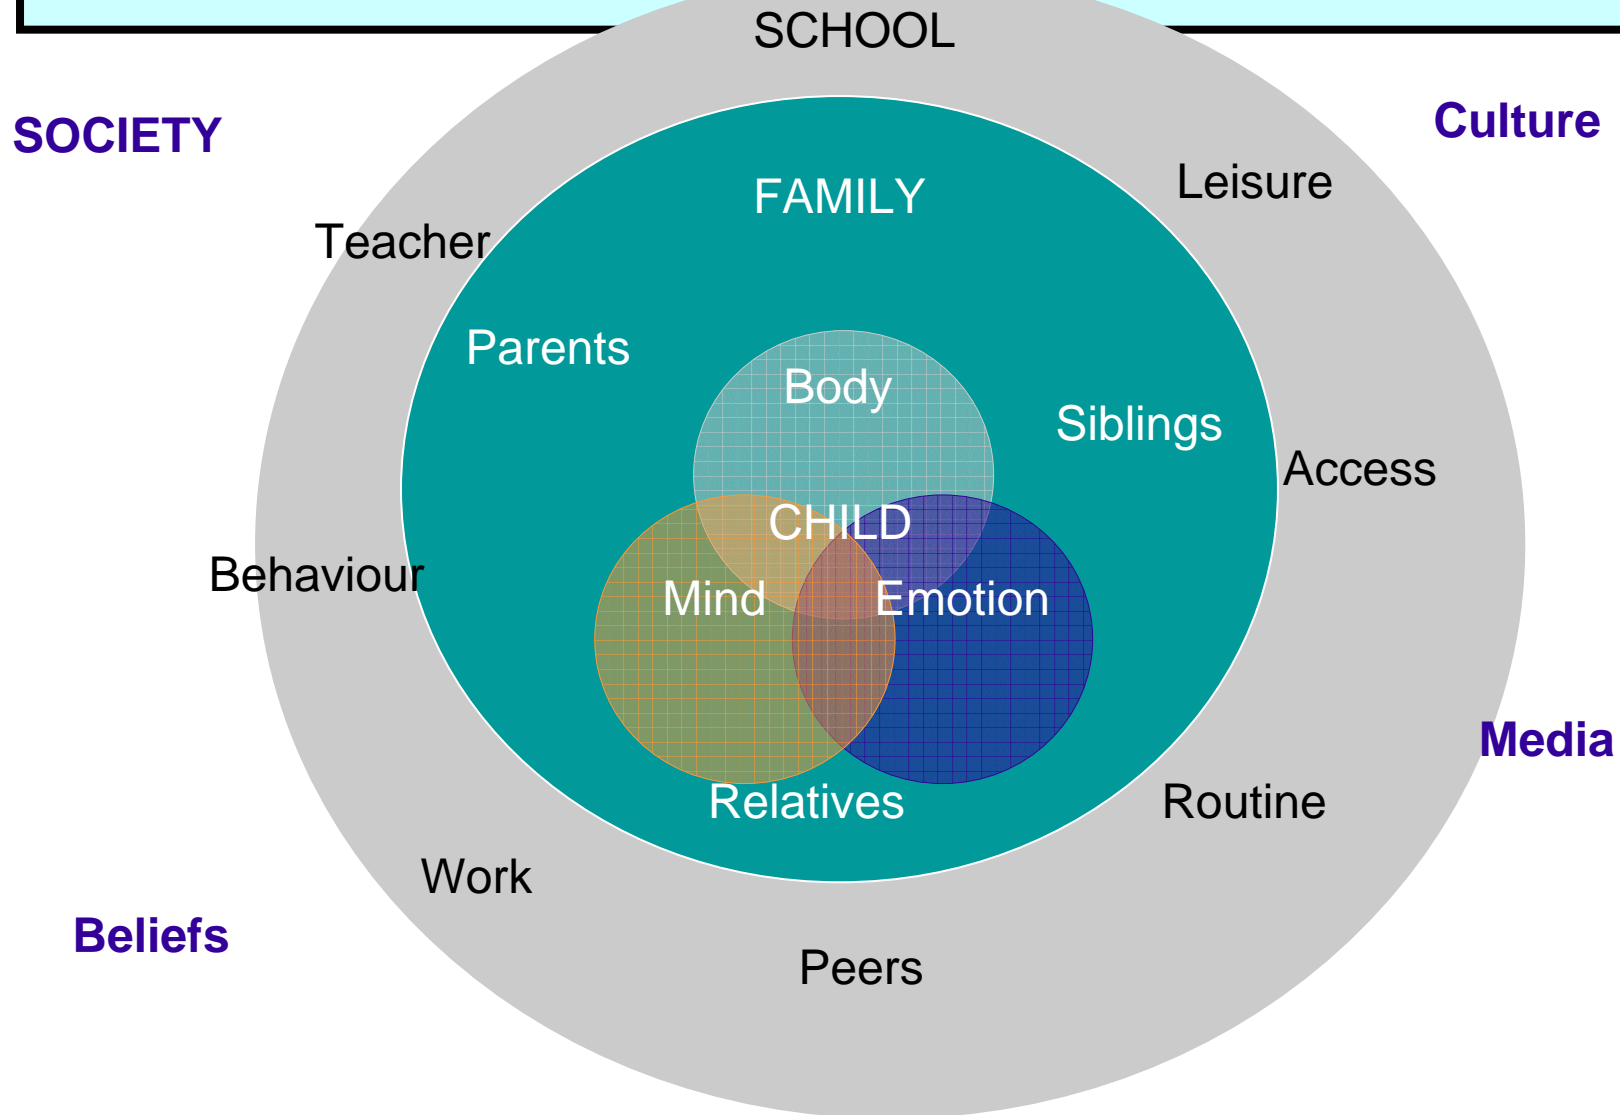 SCHOOL
SOCIETY
Culture
Leisure
FAMILY
Teacher
Parents
Body
Siblings
Access
CHILD
Behaviour
Mind
Emotion
Media
Relatives
Routine
Work
Beliefs
Peers